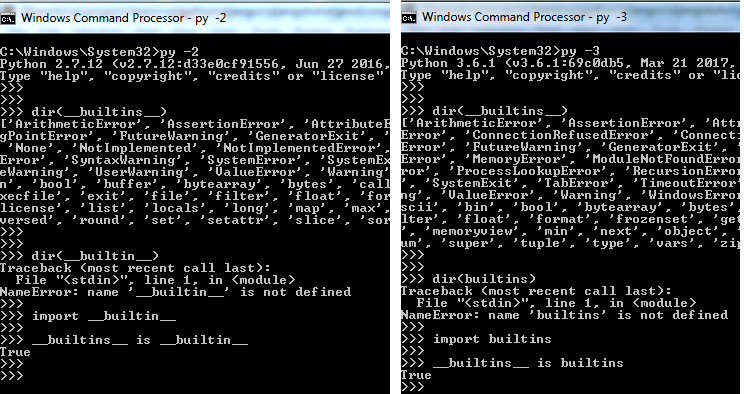 Windows Command Processor - py -2
C:\Windows\System32>py -2
Python 2.7.12 (v2.7.12:d33e0cf91556, Jun 27 2016,
Type "help", "copyright", "credits" or "license"
>>>
>>>
>>> dir(__builtins__)
['ArithmeticError', 'AssertionError', 'AttributeE
gPointError', 'FutureWarning', 'GeneratorExit', '
'None', 'NotImplemented', 'NotImplementedError',
Error', 'SyntaxWarning', 'SystemError', 'SystemEx
eWarning', 'UserWarning', 'ValueError', 'Warning'
n', 'bool', 'buffer', 'bytearray', 'bytes', 'call
xecfile', 'exit', 'file', 'filter', 'float', 'for
license', 'list', 'locals', 'long', 'map', 'max',
versed', 'round', 'set', 'setattr', 'slice', 'sor
>>>
>>>
>>> dir(__builtin__)
Traceback (most recent call last):
  File "<stdin>", line 1, in <module>
NameError: name '__builtin__' is not defined
>>>
>>> import __builtin__
>>>
>>> __builtins__ is __builtin__
True
>>>
>>>
Windows Command Processor - py -3
C:\Windows\System32>py -3
Python 3.6.1 (v3.6.1:69c0db5, Mar 21 2017,
Type "help", "copyright", "credits" or "li
>>>
>>>
>>> dir(__builtins__)
['ArithmeticError', 'AssertionError', 'Att
Error', 'ConnectionRefusedError', 'Connect
Error', 'FutureWarning', 'GeneratorExit',
Error', 'MemoryError', 'ModuleNotFoundErro
ror', 'ProcessLookupError', 'RecursionErro
', 'SystemExit', 'TabError', 'TimeoutError
ng', 'ValueError', 'Warning', 'WindowsErro
scii', 'bin', 'bool', 'bytearray', 'bytes'
lter', 'float', 'format', 'frozenset', 'ge
', 'memoryview', 'min', 'next', 'object',
um', 'super', 'tuple', 'type', 'vars', 'zi
>>>
>>>
>>> dir(builtins)
Traceback (most recent call last):
  File "<stdin>", line 1, in <module>
NameError: name 'builtins' is not defined
>>>
>>> import builtins
>>>
>>> __builtins__ is builtins
True
>>>